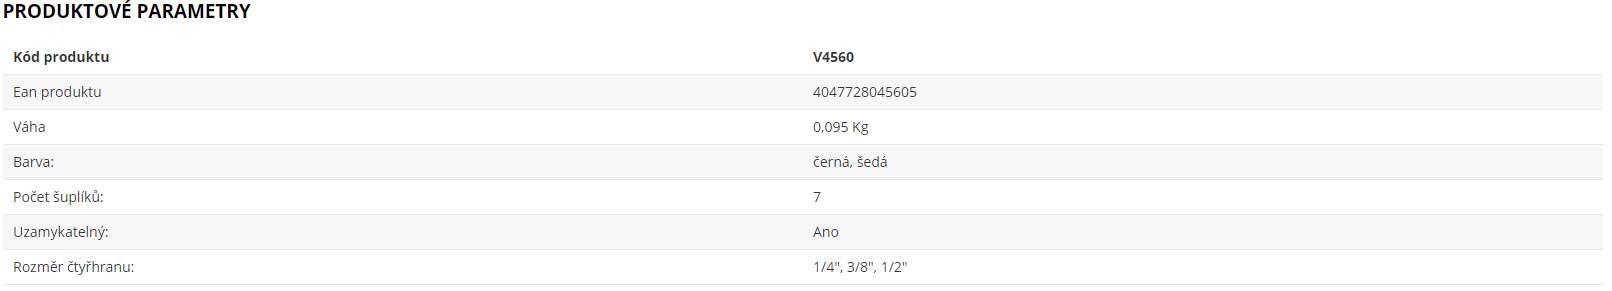 PRODUKTOVÉ PARAMETRY
Kód produktu V4560
Ean produktu 4047728045605
Váha 0,095 Kg
Barva: černá, šedá
Počet šuplíků: 7
Uzamykatelný: Ano
Rozměr čtyřhranu: 1/4", 3/8", 1/2"